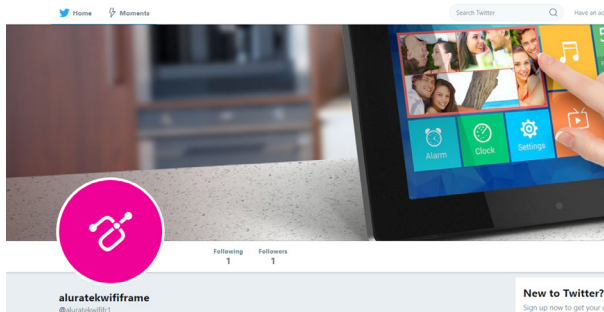 Home Moments Search Twitter Have an ac
Alarm Clock Settings
Following Followers
1 1
aluratekwififrame
@aluratekwififr1
New to Twitter?
Sign up now to get your o